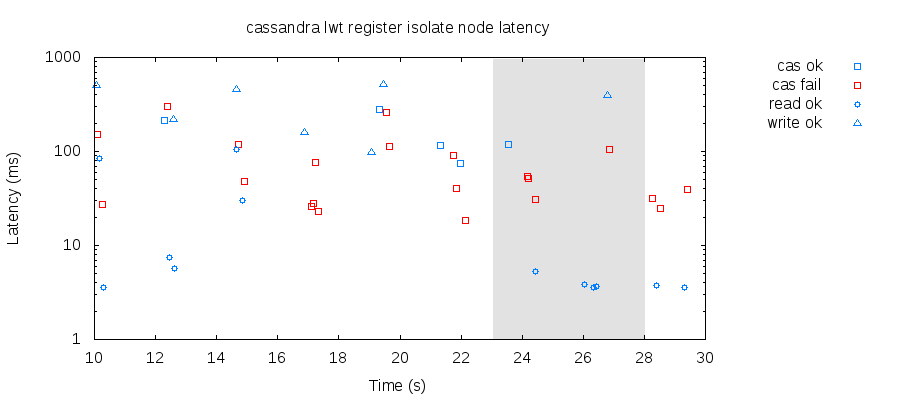 cassandra lwt register isolate node latency
1000
100
10
1
Latency (ms)
10 12 14 16 18 20 22 24 26 28 30
Time (s)
cas ok
cas fail
read ok
write ok